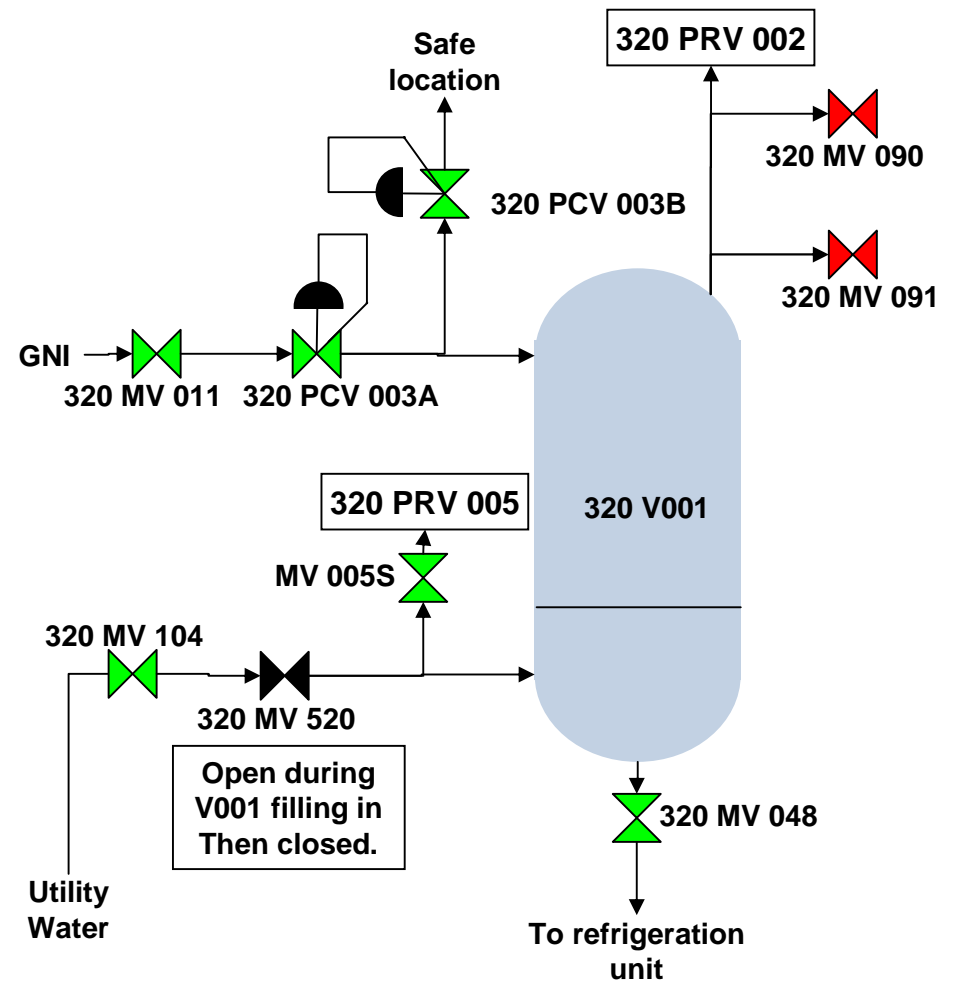 Safe
location
320 PRV 002
320 MV 090
320 PCV 003B
320 MV 091
GNI
320 MV 011
320 PCV 003A
320 PRV 005
320 V001
MV 005S
320 MV 104
320 MV 520
Open during
V001 filling in
Then closed.
320 MV 048
Utility
Water
To refrigeration
unit